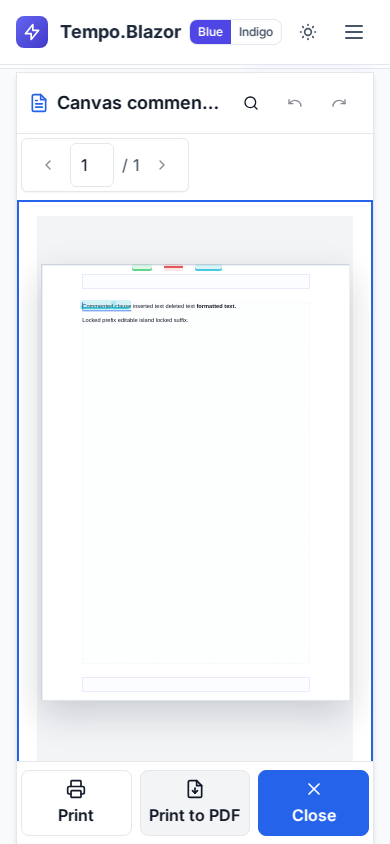 Tempo.Blazor
Blue
Indigo
Canvas commen...
1
/ 1
Commented clause inserted text deleted text formatted text.
Locked prefix editable island locked suffix.
Print
Print to PDF
Close